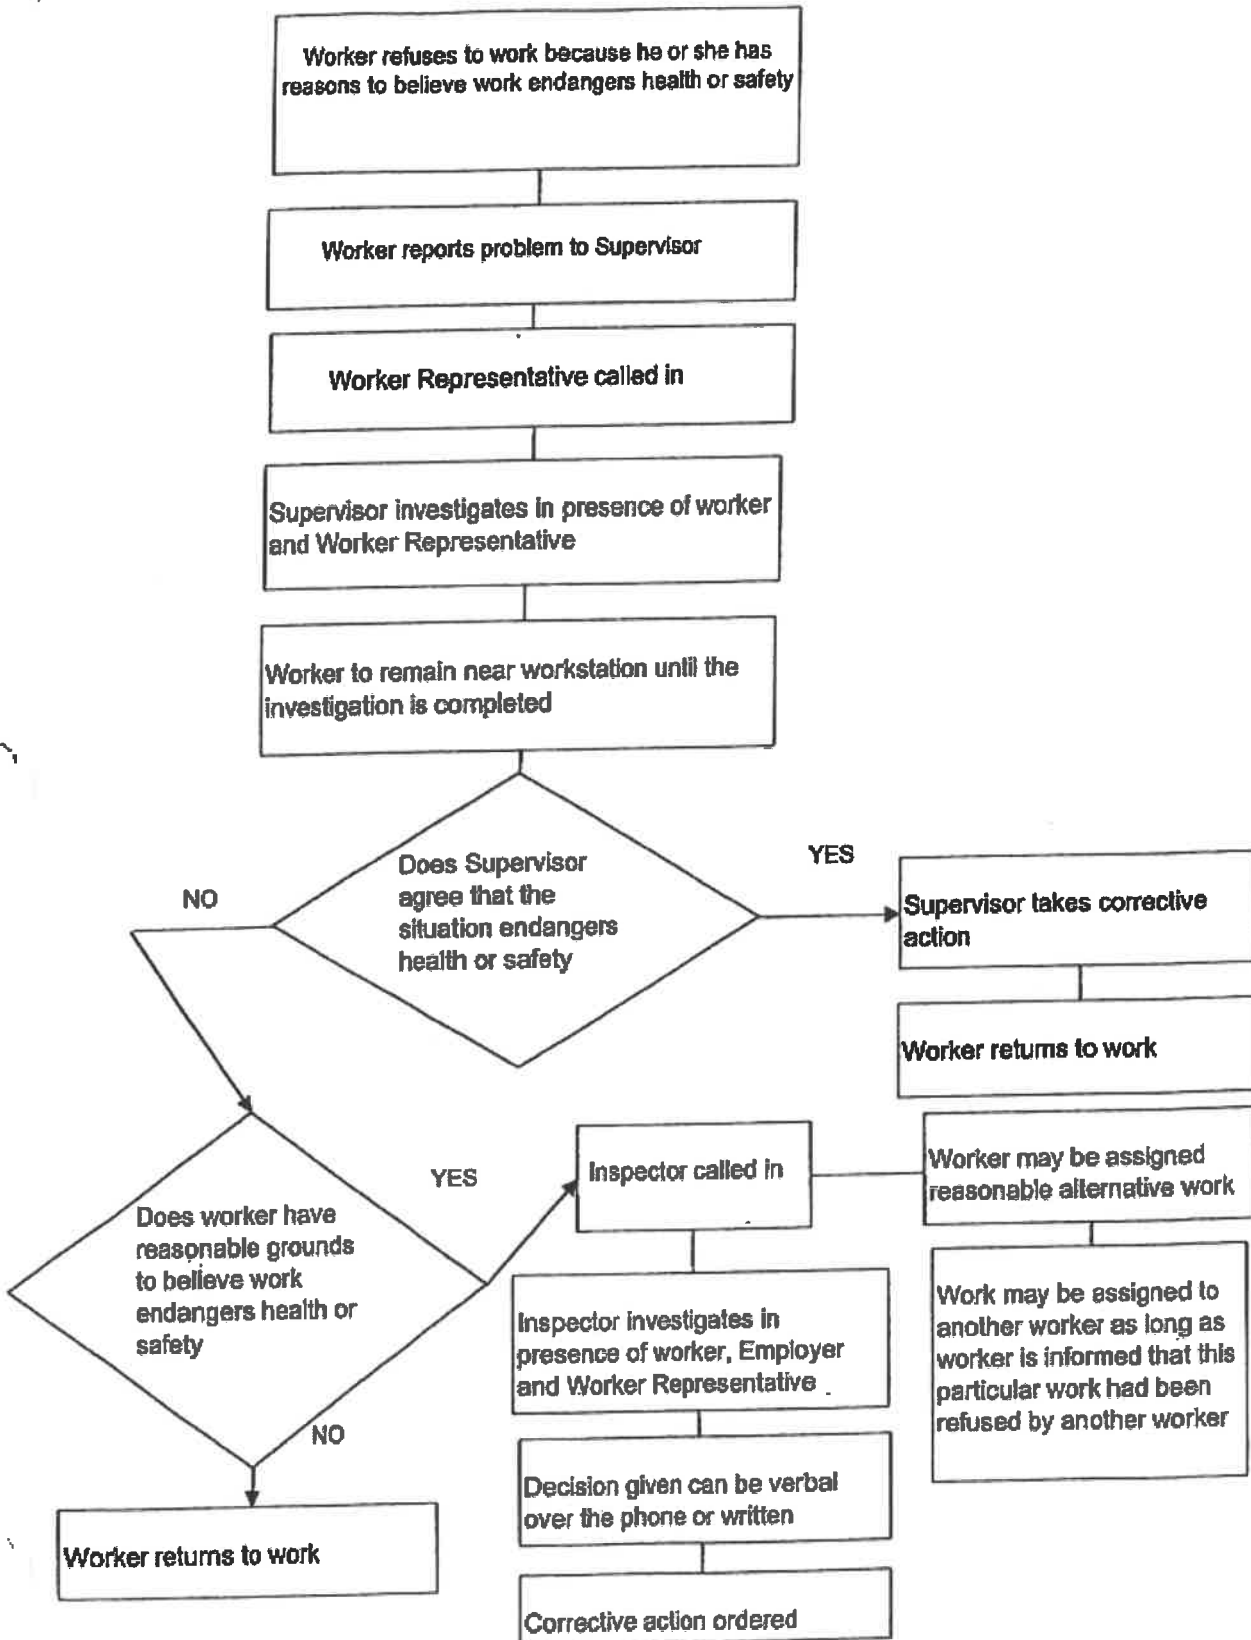 Worker refuses to work because he or she has
reasons to believe work endangers health or safety
Worker reports problem to Supervisor
Worker Representative called in
Supervisor investigates in presence of worker
and Worker Representative
Worker to remain near workstation until the
investigation is completed
Does Supervisor
agree that the
situation endangers
health or safety
YES
NO
Supervisor takes corrective
action
Worker returns to work
Does worker have
reasonable grounds
to believe work
endangers health or
safety
YES
NO
Worker returns to work
Inspector called in
Worker may be assigned
reasonable alternative work
Work may be assigned to
another worker as long as
worker is informed that this
particular work had been
refused by another worker
Inspector investigates in
presence of worker, Employer
and Worker Representative
Decision given can be verbal
over the phone or written
Corrective action ordered